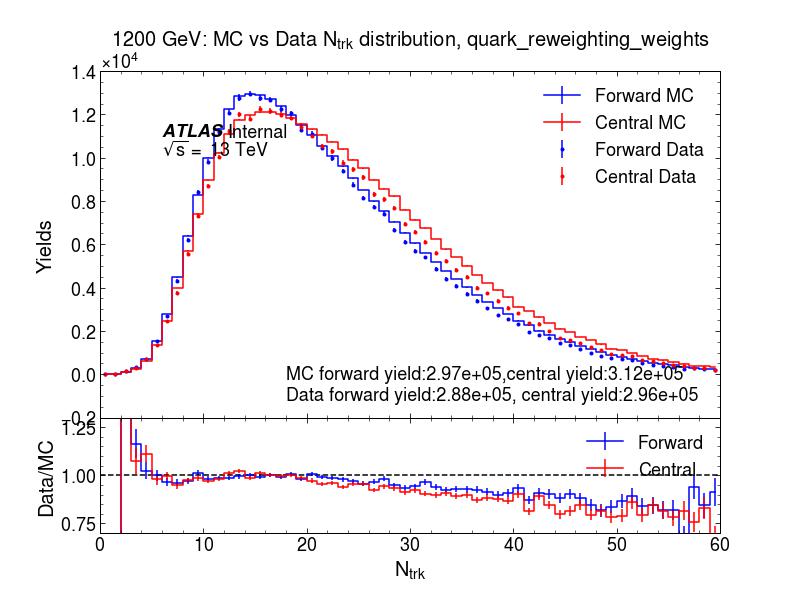 1200 GeV: MC vs Data Ntrk distribution, quark_reweighting_weights
×10⁴
1.4
1.2
1.0
0.8
0.6
0.4
0.2
0.0
0.2
Yields
ATLAS Internal
√s = 13 TeV
Forward MC
Central MC
Forward Data
Central Data
MC forward yield:2.97e+05,central yield:3.12e+05
Data forward yield:2.88e+05, central yield:2.96e+05
1.25
1.00
0.75
Data/MC
Forward
Central
0 10 20 30 40 50 60
Ntrk